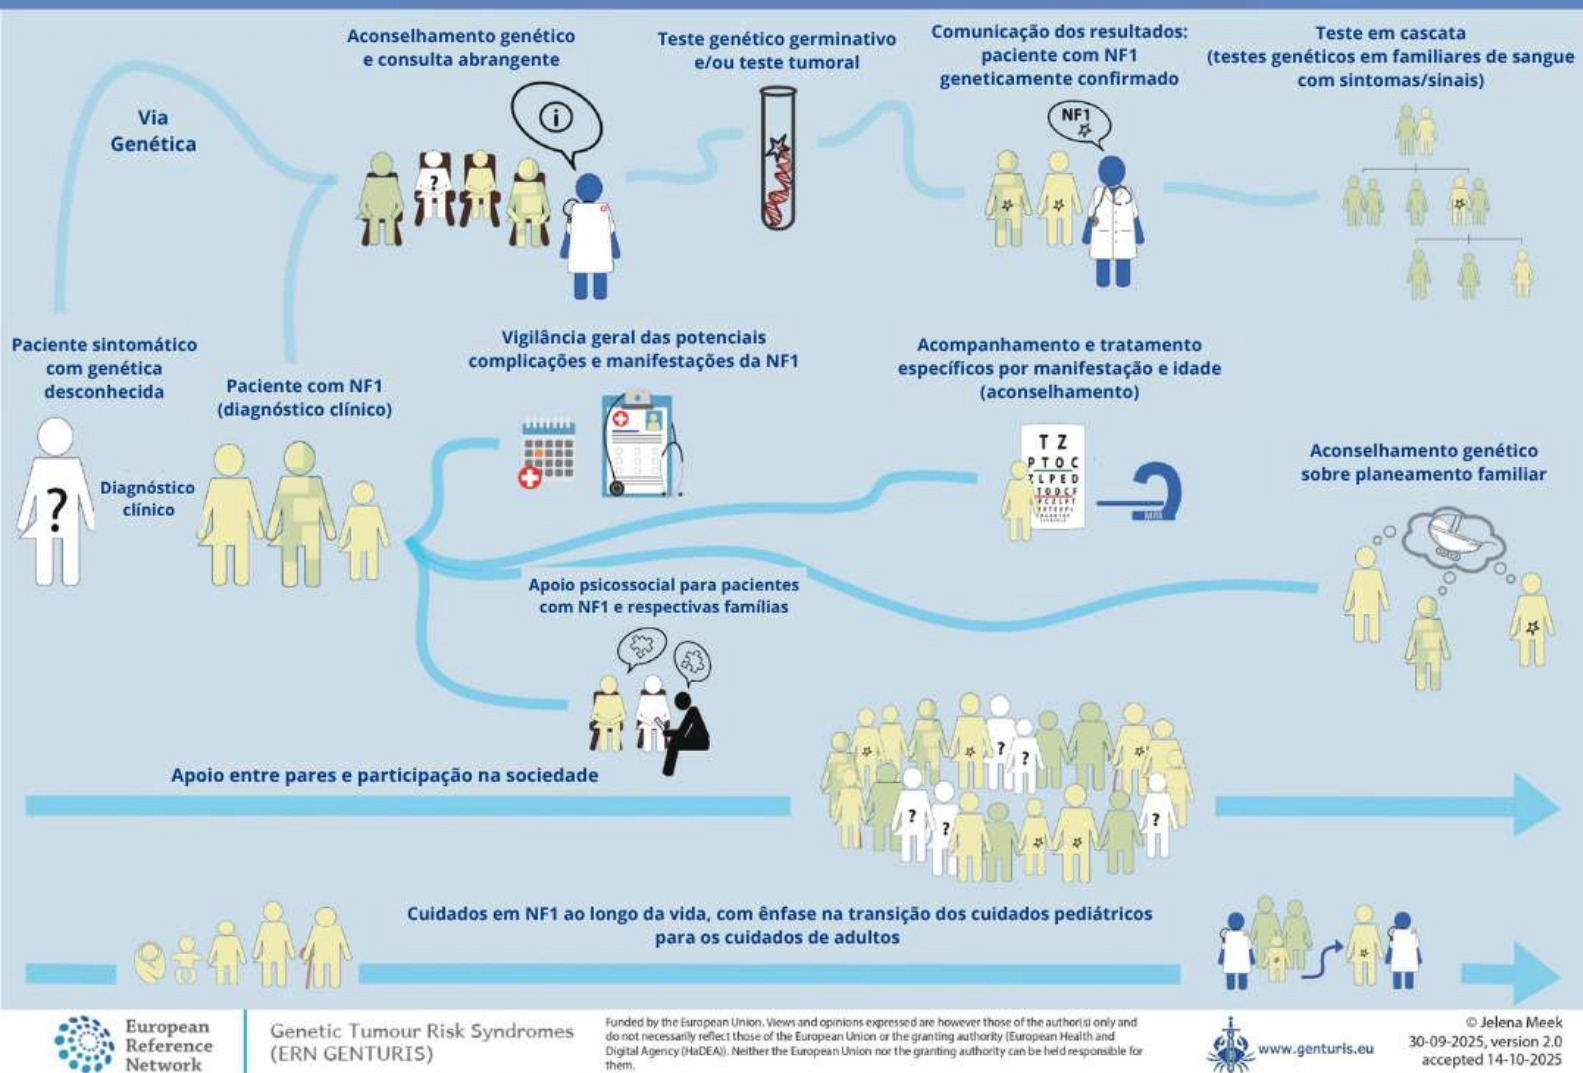 Aconselhamento genético
e consulta abrangente
Teste genético germinativo
e/ou teste tumoral
Comunicação dos resultados:
paciente com NF1
geneticamente confirmado
Teste em cascata
(testes genéticos em familiares de sangue
com sintomas/sinais)
Via
Genética
i
NF1
?
Paciente sintomático
com genética
desconhecida
Paciente com NF1
(diagnóstico clínico)
Vigilância geral das potenciais
complicações e manifestações da NF1
Acompanhamento e tratamento
específicos por manifestação e idade
(aconselhamento)
Aconselhamento genético
sobre planeamento familiar
?
Diagnóstico
clínico
T Z
P T O C
Z L P E D
MRI
Apoio psicossocial para pacientes
com NF1 e respectivas famílias
Apoio entre pares e participação na sociedade
?
?
?
?
?
Cuidados em NF1 ao longo da vida, com ênfase na transição dos cuidados pediátricos
para os cuidados de adultos
European
Reference
Network
Genetic Tumour Risk Syndromes
(ERN GENTURIS)
Funded by the European Union. Views and opinions expressed are however those of the author(s) only and
do not necessarily reflect those of the European Union or the granting authority (European Health and
Digital Agency (HaDEA)). Neither the European Union nor the granting authority can be held responsible for
them.
www.genturis.eu
© Jelena Meek
30-09-2025, version 2.0
accepted 14-10-2025